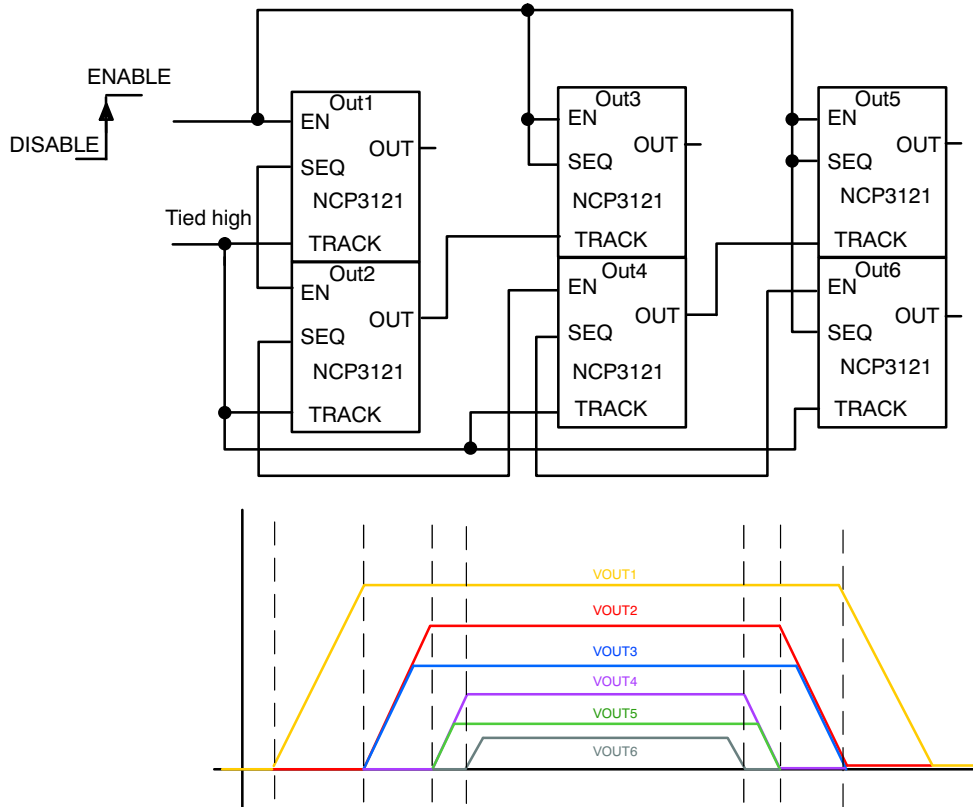 ENABLE
DISABLE
Tied high
Out1
EN
OUT
SEQ
NCP3121
TRACK
Out2
EN
OUT
SEQ
NCP3121
TRACK
Out3
EN
OUT
SEQ
NCP3121
TRACK
Out4
EN
OUT
SEQ
NCP3121
TRACK
Out5
EN
OUT
SEQ
NCP3121
TRACK
Out6
EN
OUT
SEQ
NCP3121
TRACK
VOUT1
VOUT2
VOUT3
VOUT4
VOUT5
VOUT6